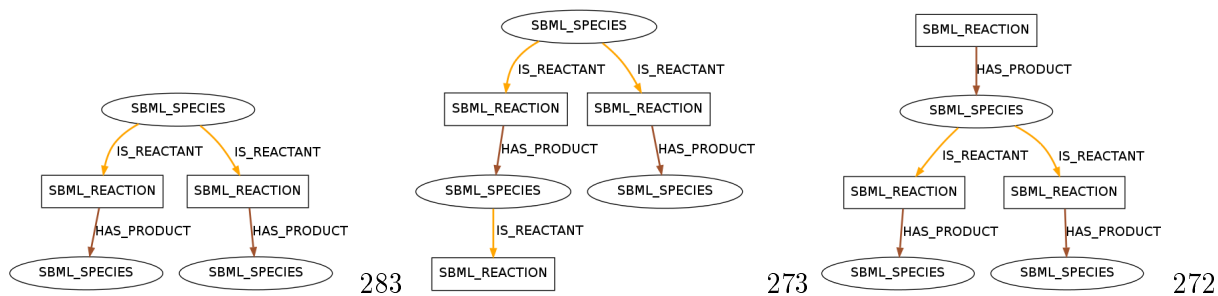 SBML_SPECIES
IS_REACTANT IS_REACTANT
SBML_REACTION SBML_REACTION
HAS_PRODUCT HAS_PRODUCT
SBML_SPECIES SBML_SPECIES
283
SBML_SPECIES
IS_REACTANT IS_REACTANT
SBML_REACTION SBML_REACTION
HAS_PRODUCT HAS_PRODUCT
SBML_SPECIES SBML_SPECIES
IS_REACTANT
SBML_REACTION
273
SBML_REACTION
HAS_PRODUCT
SBML_SPECIES
IS_REACTANT IS_REACTANT
SBML_REACTION SBML_REACTION
HAS_PRODUCT HAS_PRODUCT
SBML_SPECIES SBML_SPECIES
272